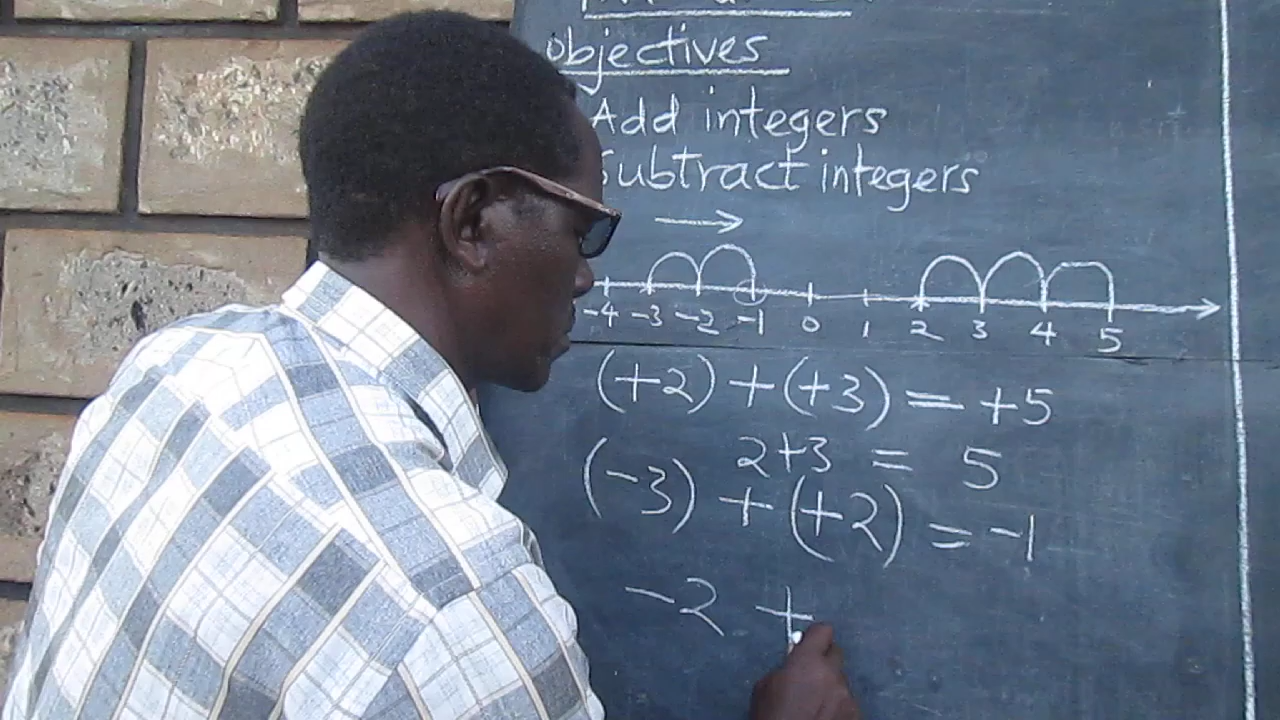 Objectives
Add integers
Subtract integers
-4 -3 -2 -1 0 1 2 3 4 5
(+2) + (+3) = +5
2+3 = 5
(-3) + (+2) = -1
-2 +